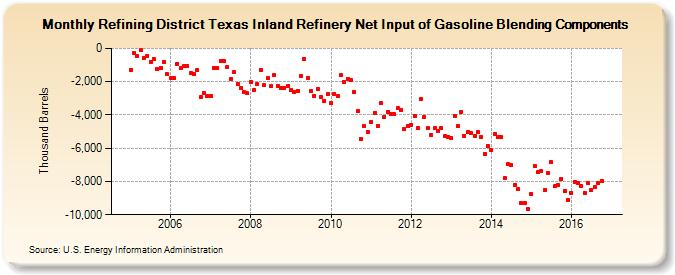 Monthly Refining District Texas Inland Refinery Net Input of Gasoline Blending Components
Thousand Barrels
0
-2,000
-4,000
-6,000
-8,000
-10,000
2006 2008 2010 2012 2014 2016
Source: U.S. Energy Information Administration